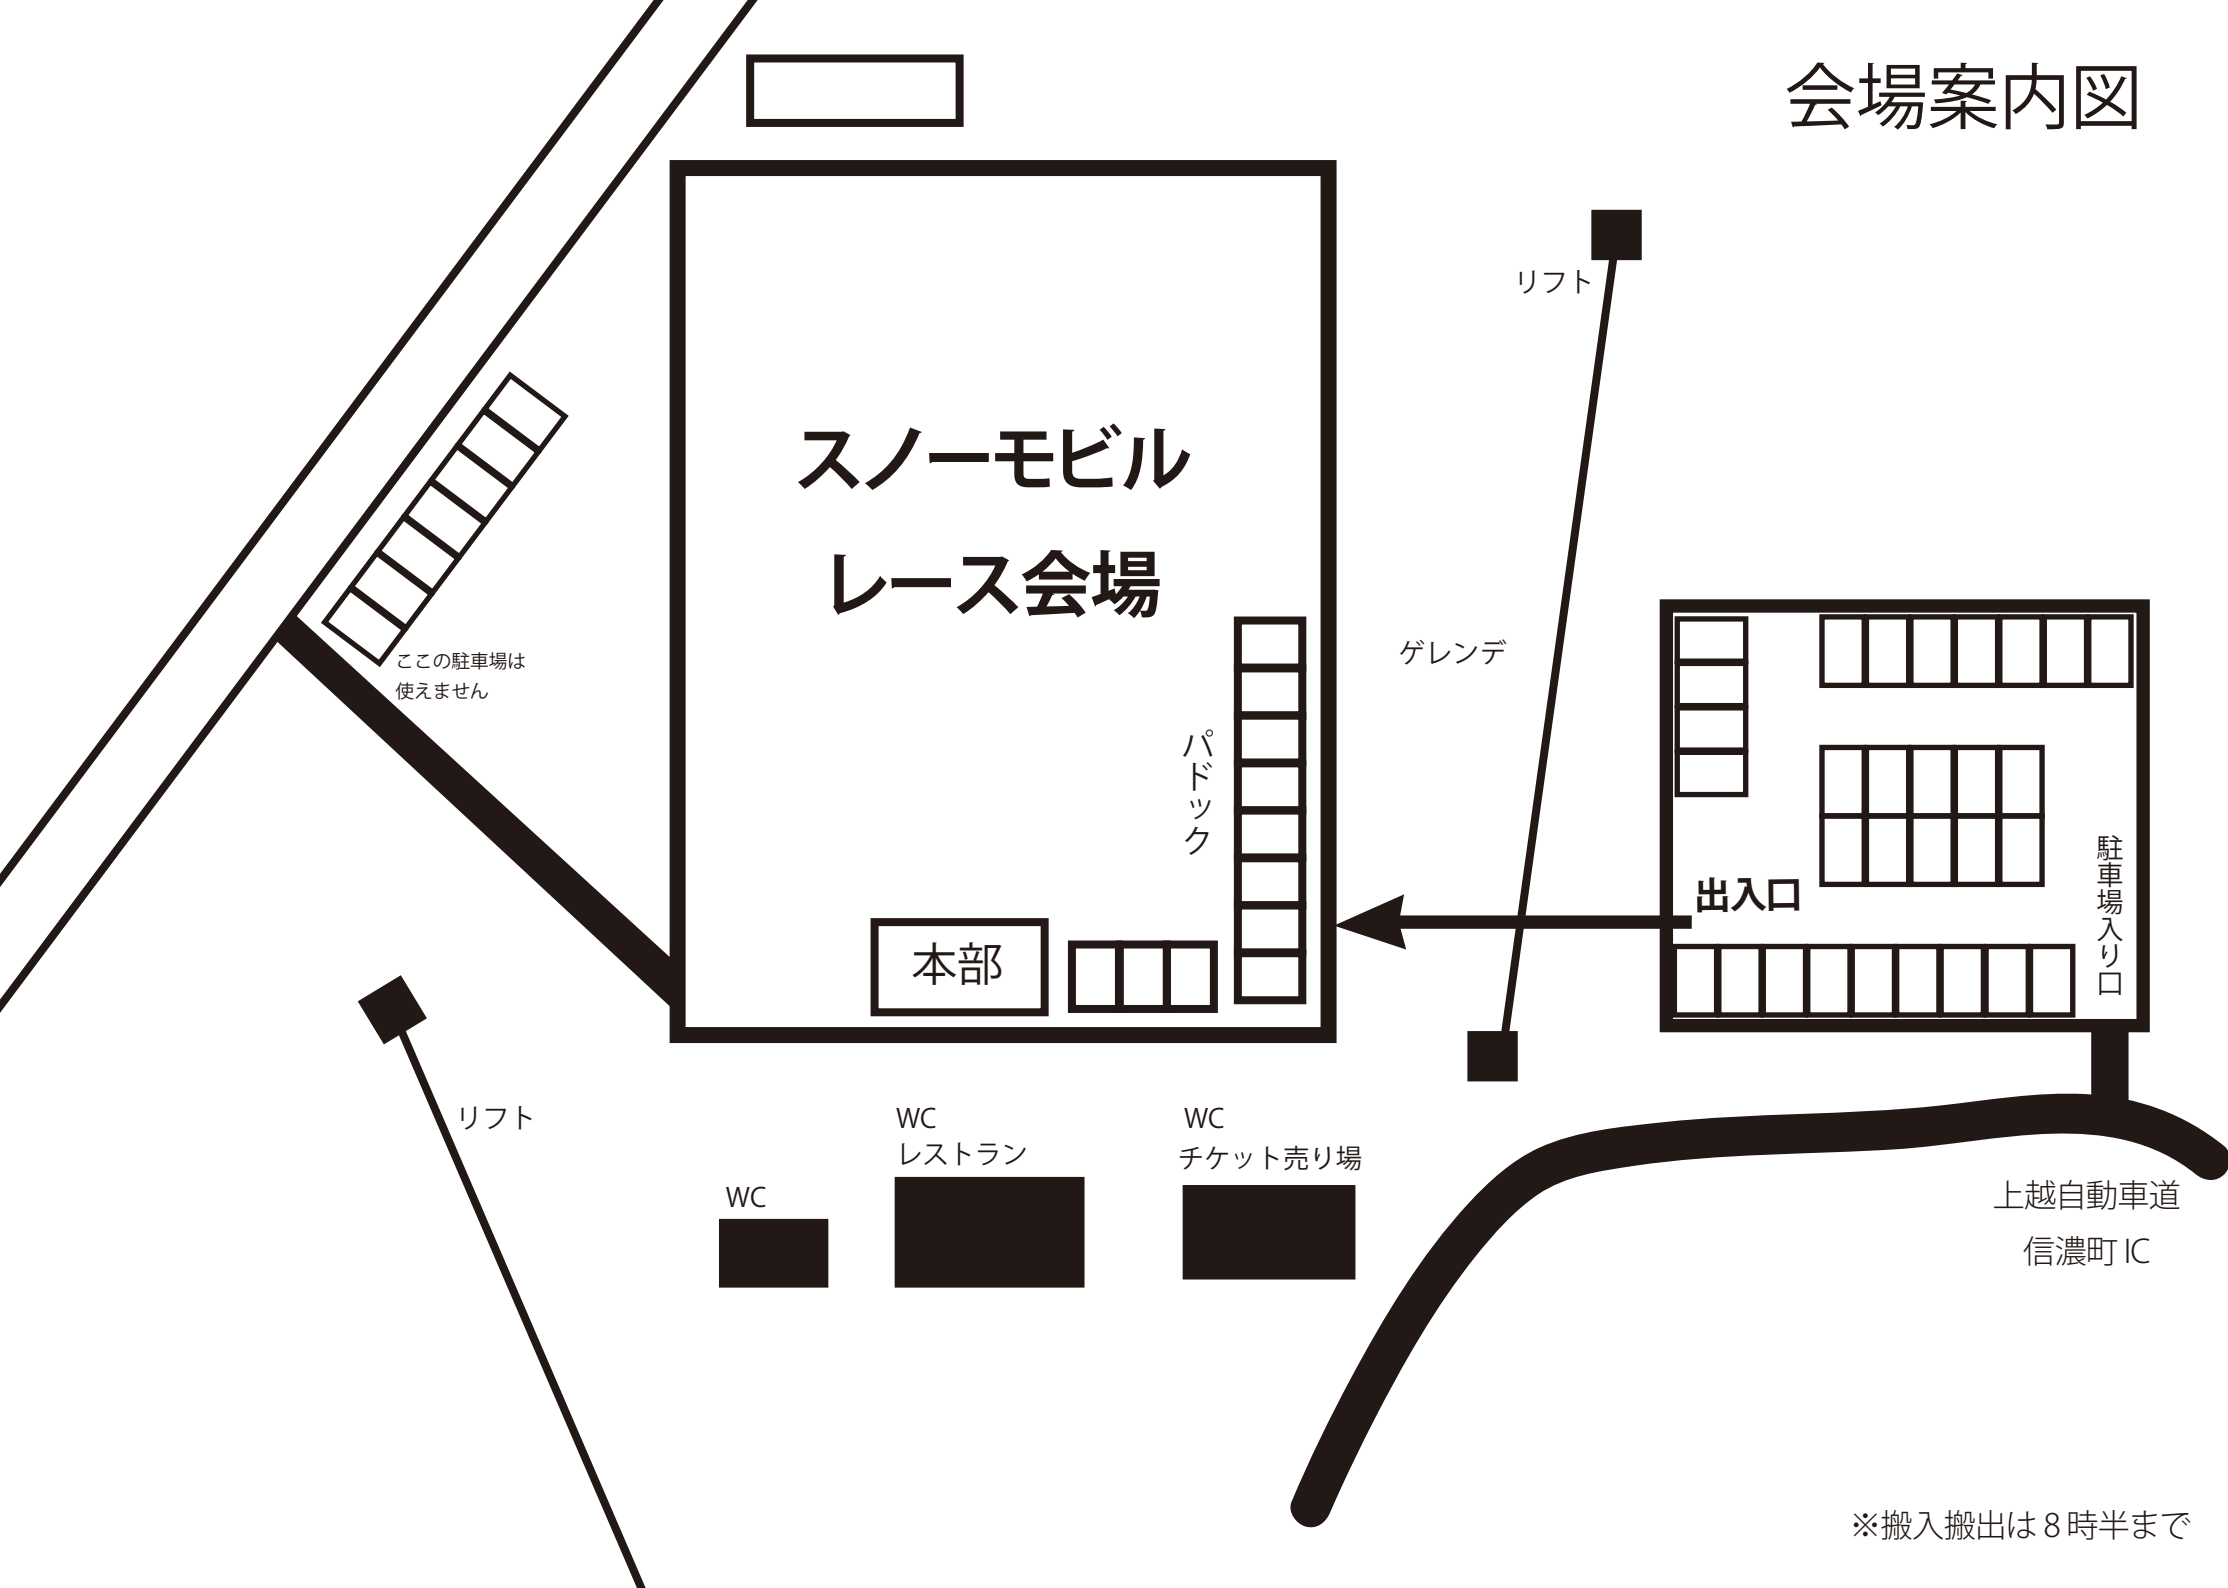 会場案内図
リフト
スノーモビル
レース会場
ゲレンデ
ここの駐車場は
使えません
パドック
駐車場入り口
出入口
本部
リフト
WC
レストラン
WC
チケット売り場
WC
上越自動車道
信濃町 IC
※搬入搬出は 8 時半まで